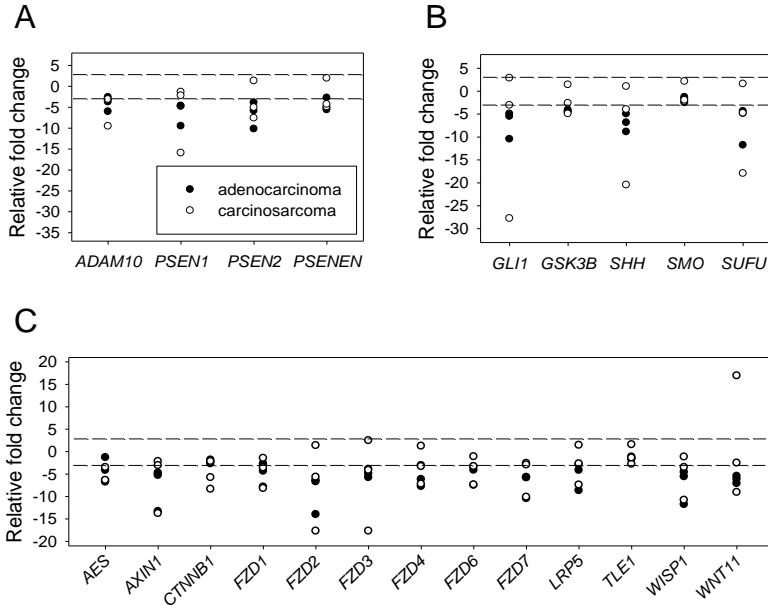 A
Relative fold change
5
0
-5
-10
-15
-20
-25
-30
-35
adenocarcinoma
carcinosarcoma
ADAM10 PSEN1 PSEN2 PSENEN
B
Relative fold change
5
0
-5
-10
-15
-20
-25
-30
GLI1 GSK3B SHH SMO SUFU
C
Relative fold change
20
15
10
5
0
-5
-10
-15
-20
AES AXIN1 CTNNB1 FZD1 FZD2 FZD3 FZD4 FZD6 FZD7 LRP5 TLE1 WISP1 WNT11